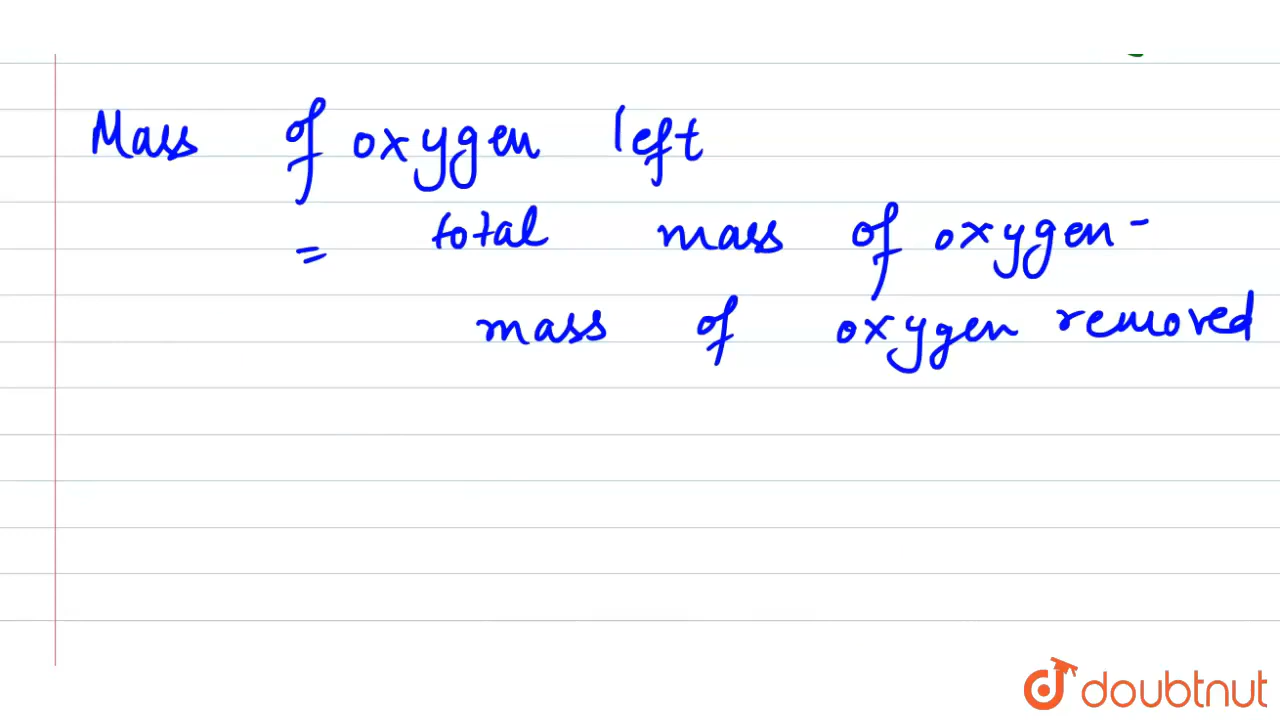 Mass of oxygen left
= total mass of oxygen -
mass of oxygen removed
doubtnut